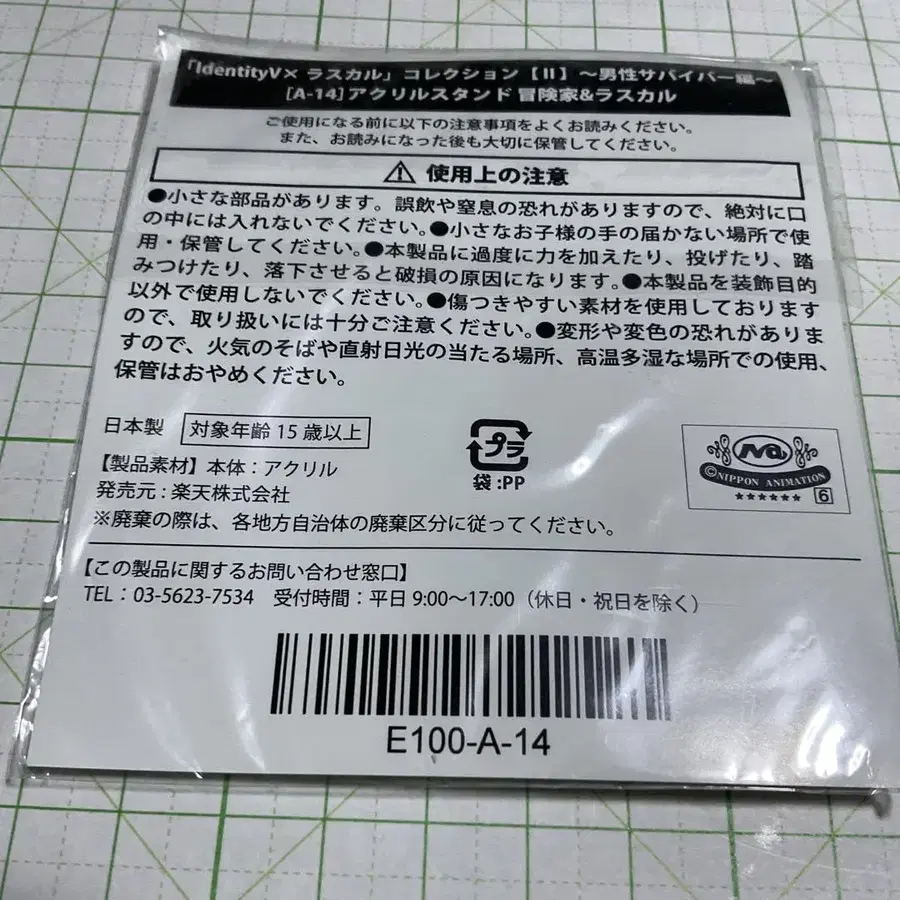 「IdentityV× ラスカル」コレクション【II】～男性サバイバー編～
[A-14]アクリルスタンド 冒険家&ラスカル
ご使用になる前に以下の注意事項をよくお読みください。
また、お読みになった後も大切に保管してください。
⚠ 使用上の注意
●小さな部品があります。誤飲や窒息の恐れがありますので、絶対に口
の中には入れないでください。●小さなお子様の手の届かない場所で使
用・保管してください。●本製品に過度に力を加えたり、投げたり、踏
みつけたり、落下させると破損の原因になります。●本製品を装飾目的
以外で使用しないでください。●傷つきやすい素材を使用しております
ので、取り扱いには十分ご注意ください。●変形や変色の恐れがありま
すので、火気のそばや直射日光の当たる場所、高温多湿な場所での使用、
保管はおやめください。
日本製 対象年齢 15 歳以上
【製品素材】本体：アクリル
発売元：楽天株式会社
※廃棄の際は、各地方自治体の廃棄区分に従ってください。
プラ
袋:PP
Na
©NIPPON ANIMATION
★★★★★★ 6
【この製品に関するお問い合わせ窓口】
TEL：03-5623-7534 受付時間：平日 9:00～17:00（休日・祝日を除く）
E100-A-14